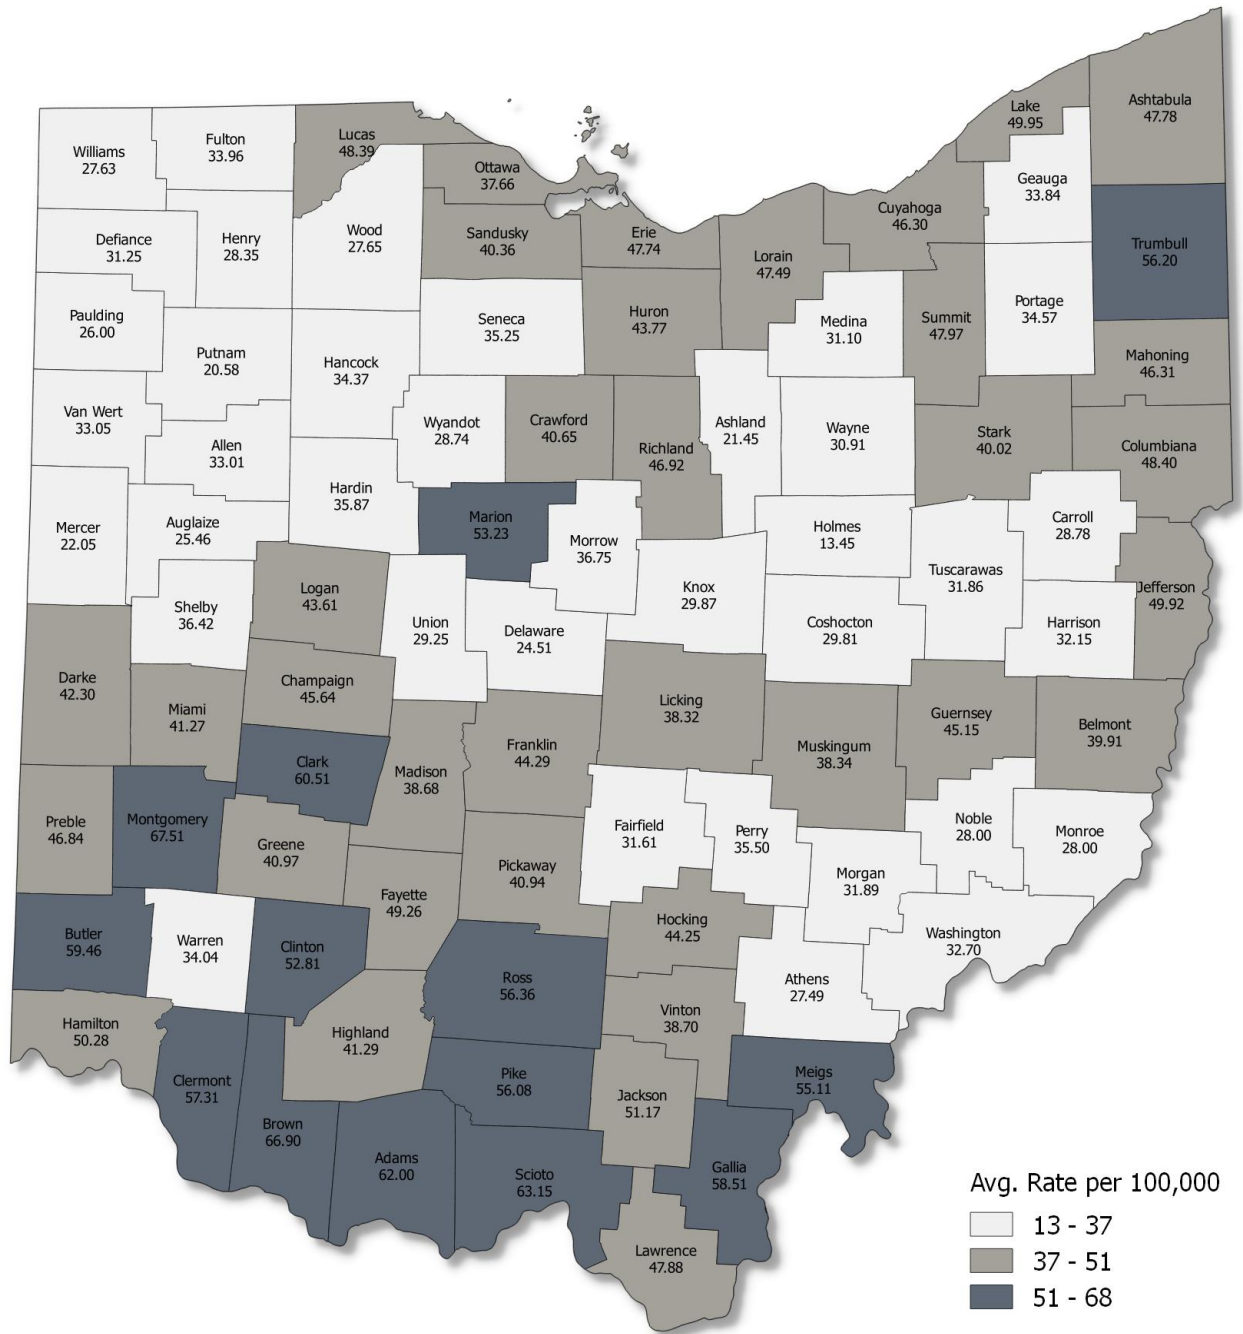 Ashtabula
47.78
Lake
49.95
Lucas
48.39
Fulton
33.96
Williams
27.63
Ottawa
37.66
Geauga
33.84
Cuyahoga
46.30
Wood
27.65
Defiance
31.25
Henry
28.35
Sandusky
40.36
Erie
47.74
Lorain
47.49
Trumbull
56.20
Paulding
26.00
Seneca
35.25
Huron
43.77
Medina
31.10
Summit
47.97
Portage
34.57
Putnam
20.58
Hancock
34.37
Mahoning
46.31
Van Wert
33.05
Allen
33.01
Wyandot
28.74
Crawford
40.65
Richland
46.92
Ashland
21.45
Wayne
30.91
Stark
40.02
Columbiana
48.40
Hardin
35.87
Mercer
22.05
Auglaize
25.46
Marion
53.23
Morrow
36.75
Holmes
13.45
Carroll
28.78
Tuscarawas
31.86
Logan
43.61
Shelby
36.42
Union
29.25
Delaware
24.51
Knox
29.87
Coshocton
29.81
Harrison
32.15
Jefferson
49.92
Darke
42.30
Miami
41.27
Champaign
45.64
Licking
38.32
Guernsey
45.15
Belmont
39.91
Franklin
44.29
Muskingum
38.34
Clark
60.51
Madison
38.68
Preble
46.84
Montgomery
67.51
Greene
40.97
Fairfield
31.61
Perry
35.50
Noble
28.00
Monroe
28.00
Pickaway
40.94
Morgan
31.89
Fayette
49.26
Hocking
44.25
Butler
59.46
Warren
34.04
Clinton
52.81
Washington
32.70
Ross
56.36
Athens
27.49
Hamilton
50.28
Highland
41.29
Vinton
38.70
Clermont
57.31
Pike
56.08
Meigs
55.11
Jackson
51.17
Brown
66.90
Adams
62.00
Scioto
63.15
Gallia
58.51
Lawrence
47.88
Avg. Rate per 100,000
13 - 37
37 - 51
51 - 68